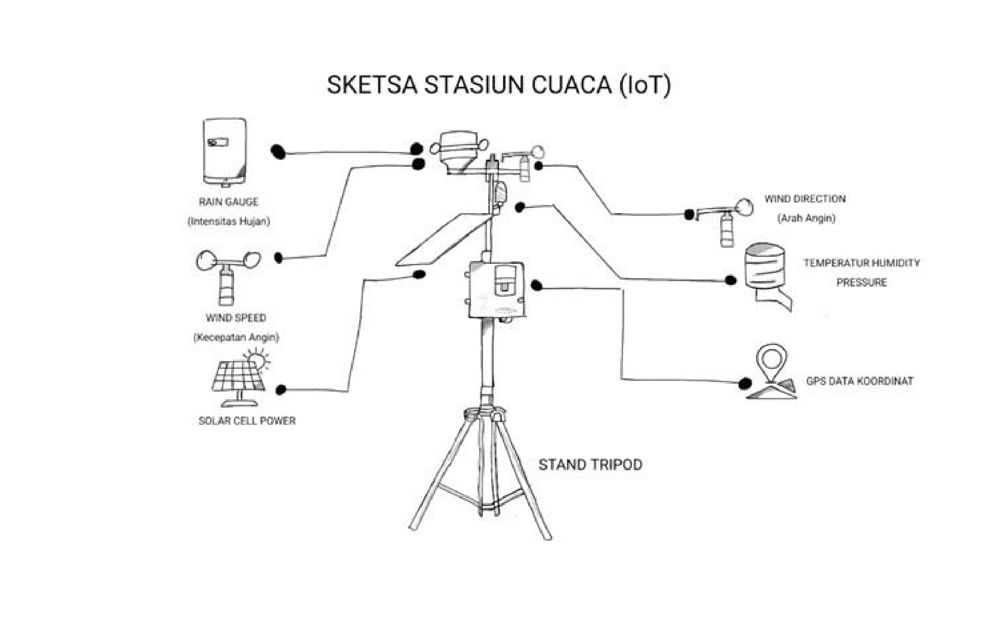 SKETSA STASIUN CUACA (IoT)
RAIN GAUGE
(Intensitas Hujan)
WIND SPEED
(Kecepatan Angin)
SOLAR CELL POWER
WIND DIRECTION
(Arah Angin)
TEMPERATUR HUMIDITY
PRESSURE
GPS DATA KOORDINAT
STAND TRIPOD